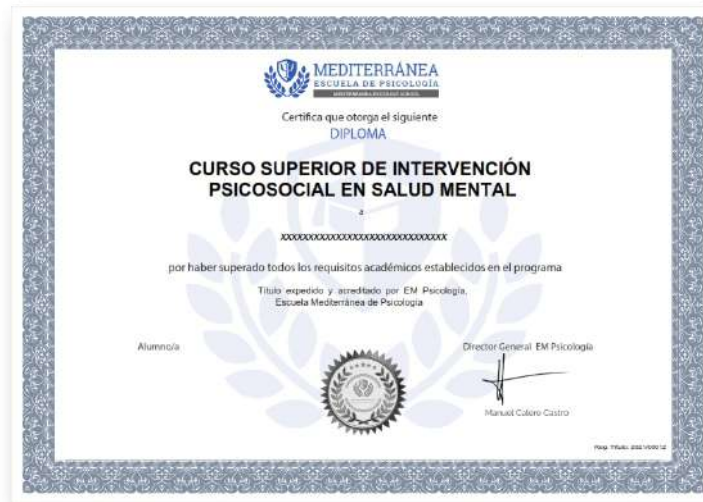 MEDITERRÁNEA
ESCUELA DE PSICOLOGÍA
Certifica que otorga el siguiente
DIPLOMA
CURSO SUPERIOR DE INTERVENCIÓN
PSICOSOCIAL EN SALUD MENTAL
a
xxxxxxxxxxxxxxxxxxxxxxxxxxxxxx
por haber superado todos los requisitos académicos establecidos en el programa
Título expedido y acreditado por EM Psicología,
Escuela Mediterránea de Psicología
Alumno/a
Director General EM Psicología
Manuel Calero Castro